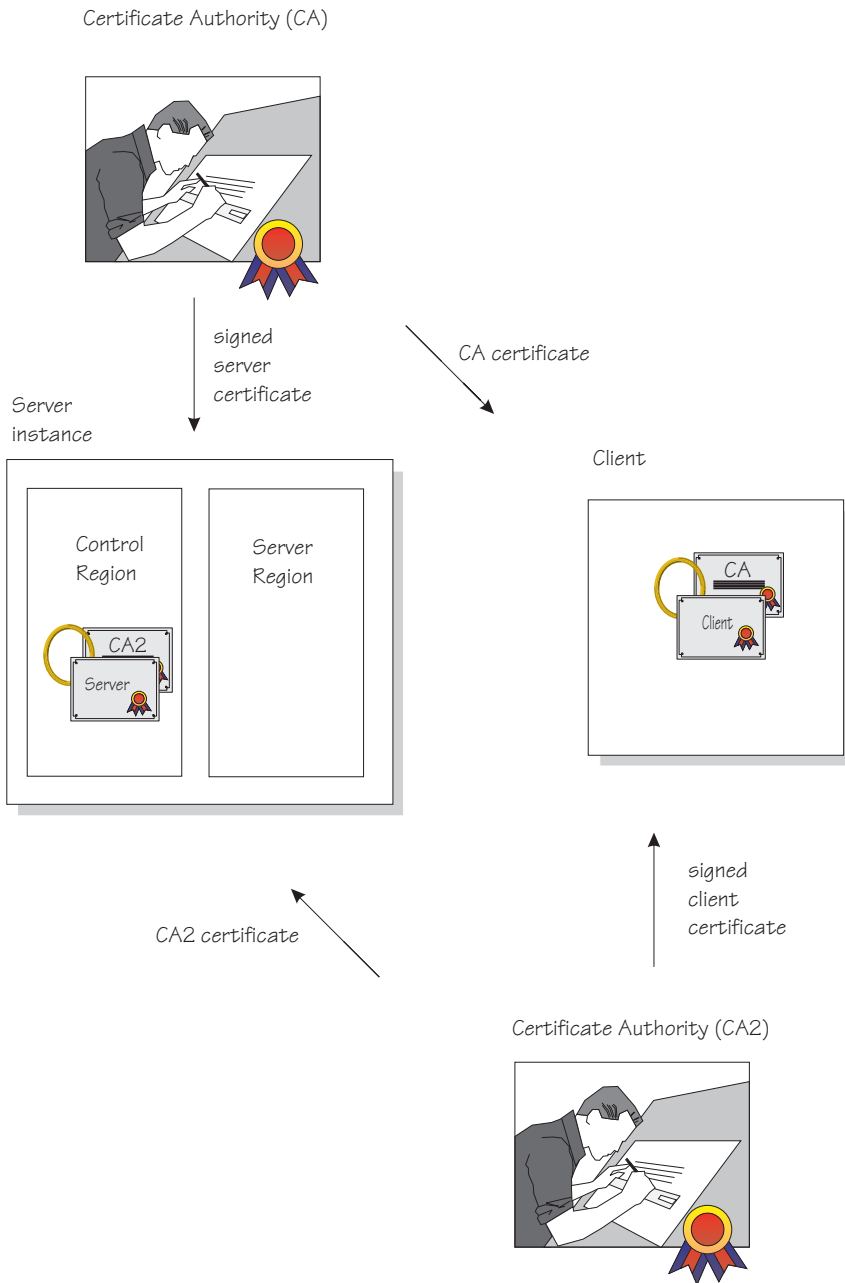 Certificate Authority (CA)
signed
server
certificate
CA certificate
Server
instance
Client
Control
Region
Server
Region
CA
Client
CA2
Server
signed
client
certificate
CA2 certificate
Certificate Authority (CA2)